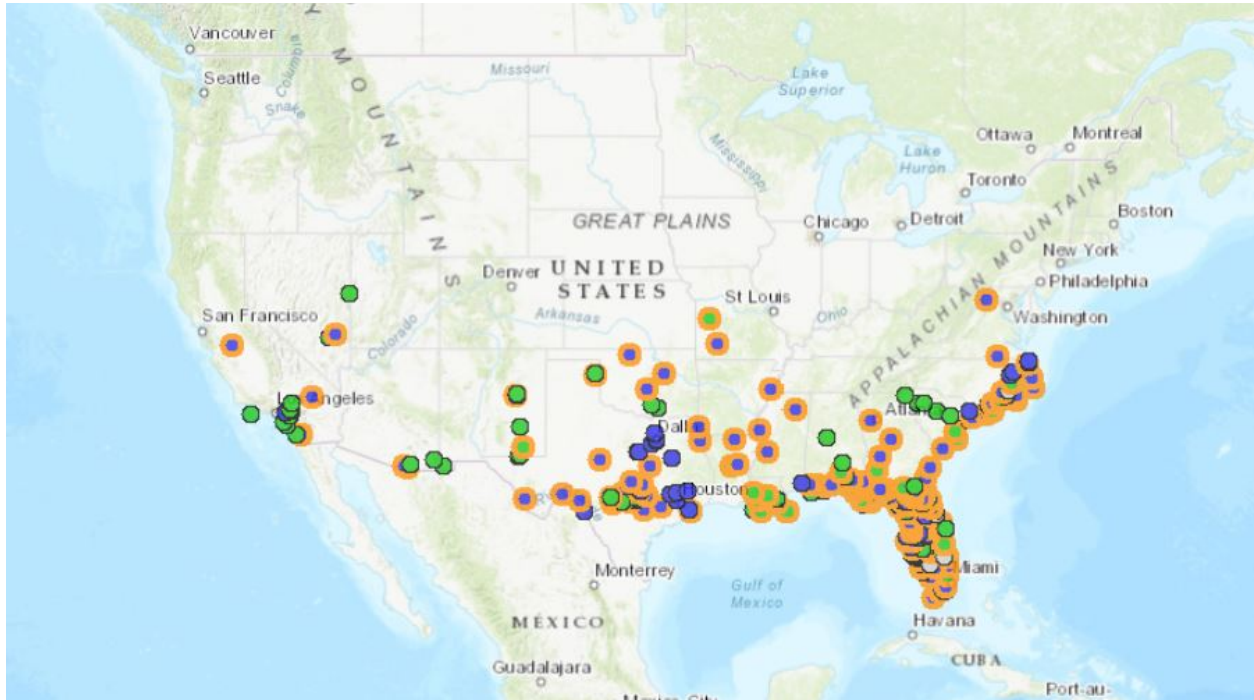 Vancouver
Seattle
Columbia
Snake
MOUNTAINS
Missouri
Lake
Superior
Mississippi
Ottawa
Montreal
Lake
Huron
Toronto
Boston
GREAT PLAINS
Chicago
Detroit
APPALACHIAN MOUNTAINS
New York
Philadelphia
Denver
UNITED
STATES
St Louis
Ohio
Washington
San Francisco
Colorado
Arkansas
Houston
Monterrey
Gulf of
Mexico
Miami
MÉXICO
Havana
CUBA
Guadalajara
Mexico City
Port-au-